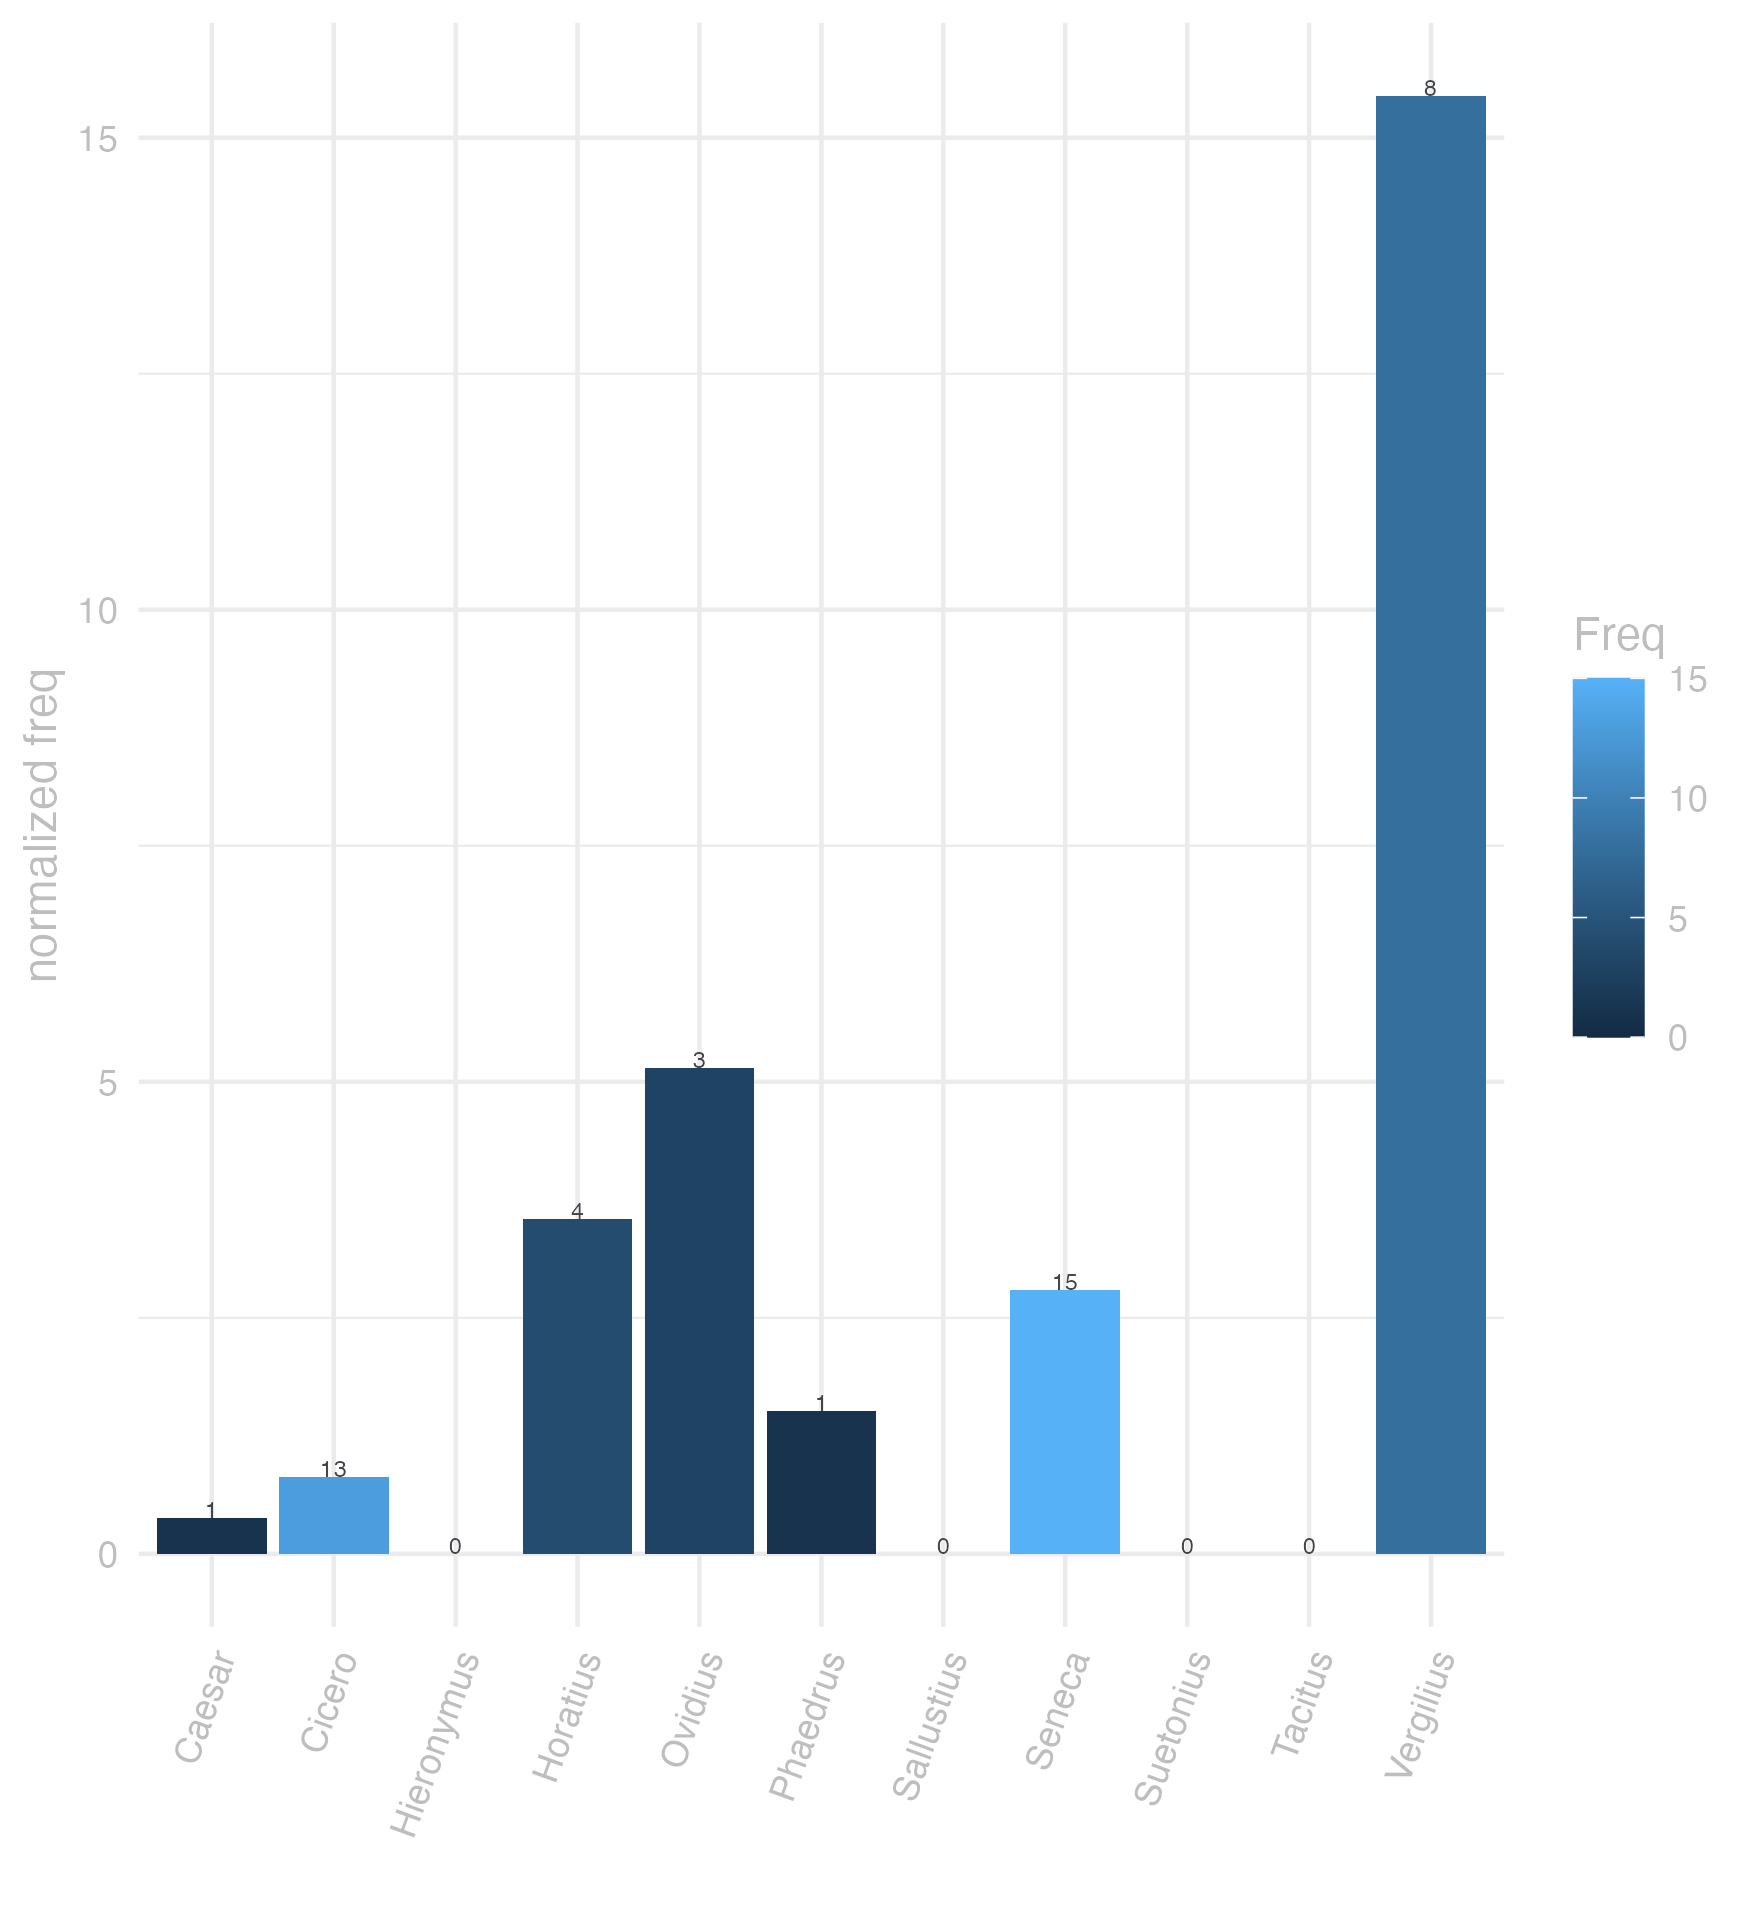 normalized freq
15
10
5
0
1
13
0
4
3
1
0
15
0
0
8
Caesar
Cicero
Hieronymus
Horatius
Ovidius
Phaedrus
Sallustius
Seneca
Suetonius
Tacitus
Vergilius
Freq
15
10
5
0